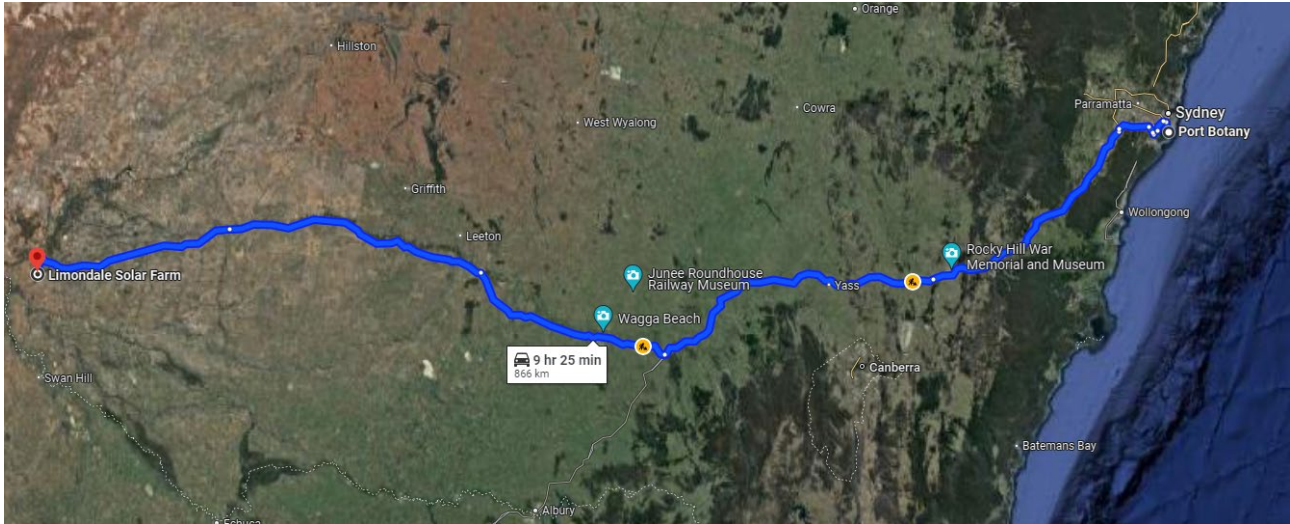 Orange
Hillston
Parramatta
Sydney
Cowra
West Wyalong
Port Botany
Griffith
Wollongong
Leeton
Rocky Hill War
Memorial and Museum
Limondale Solar Farm
Junee Roundhouse
Railway Museum
Yass
Wagga Beach
9 hr 25 min
866 km
Canberra
Swan Hill
Batemans Bay
Albury
Echuca